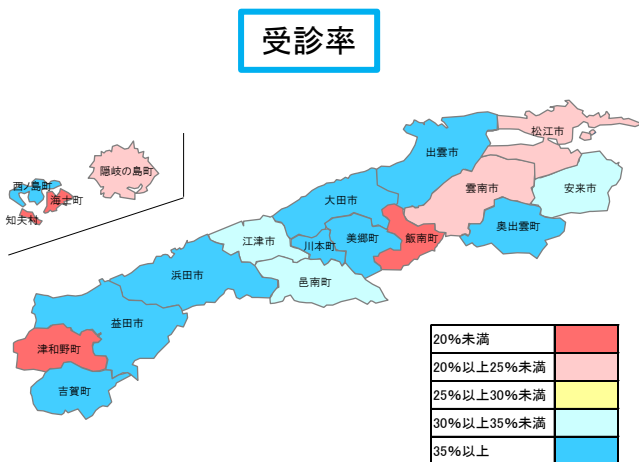 受診率
松江市
出雲市
隠岐の島町
西ノ島町
海士町
知夫村
雲南市
安来市
大田市
奥出雲町
飯南町
美郷町
川本町
江津市
邑南町
浜田市
益田市
津和野町
吉賀町
20%未満
20%以上25%未満
25%以上30%未満
30%以上35%未満
35%以上